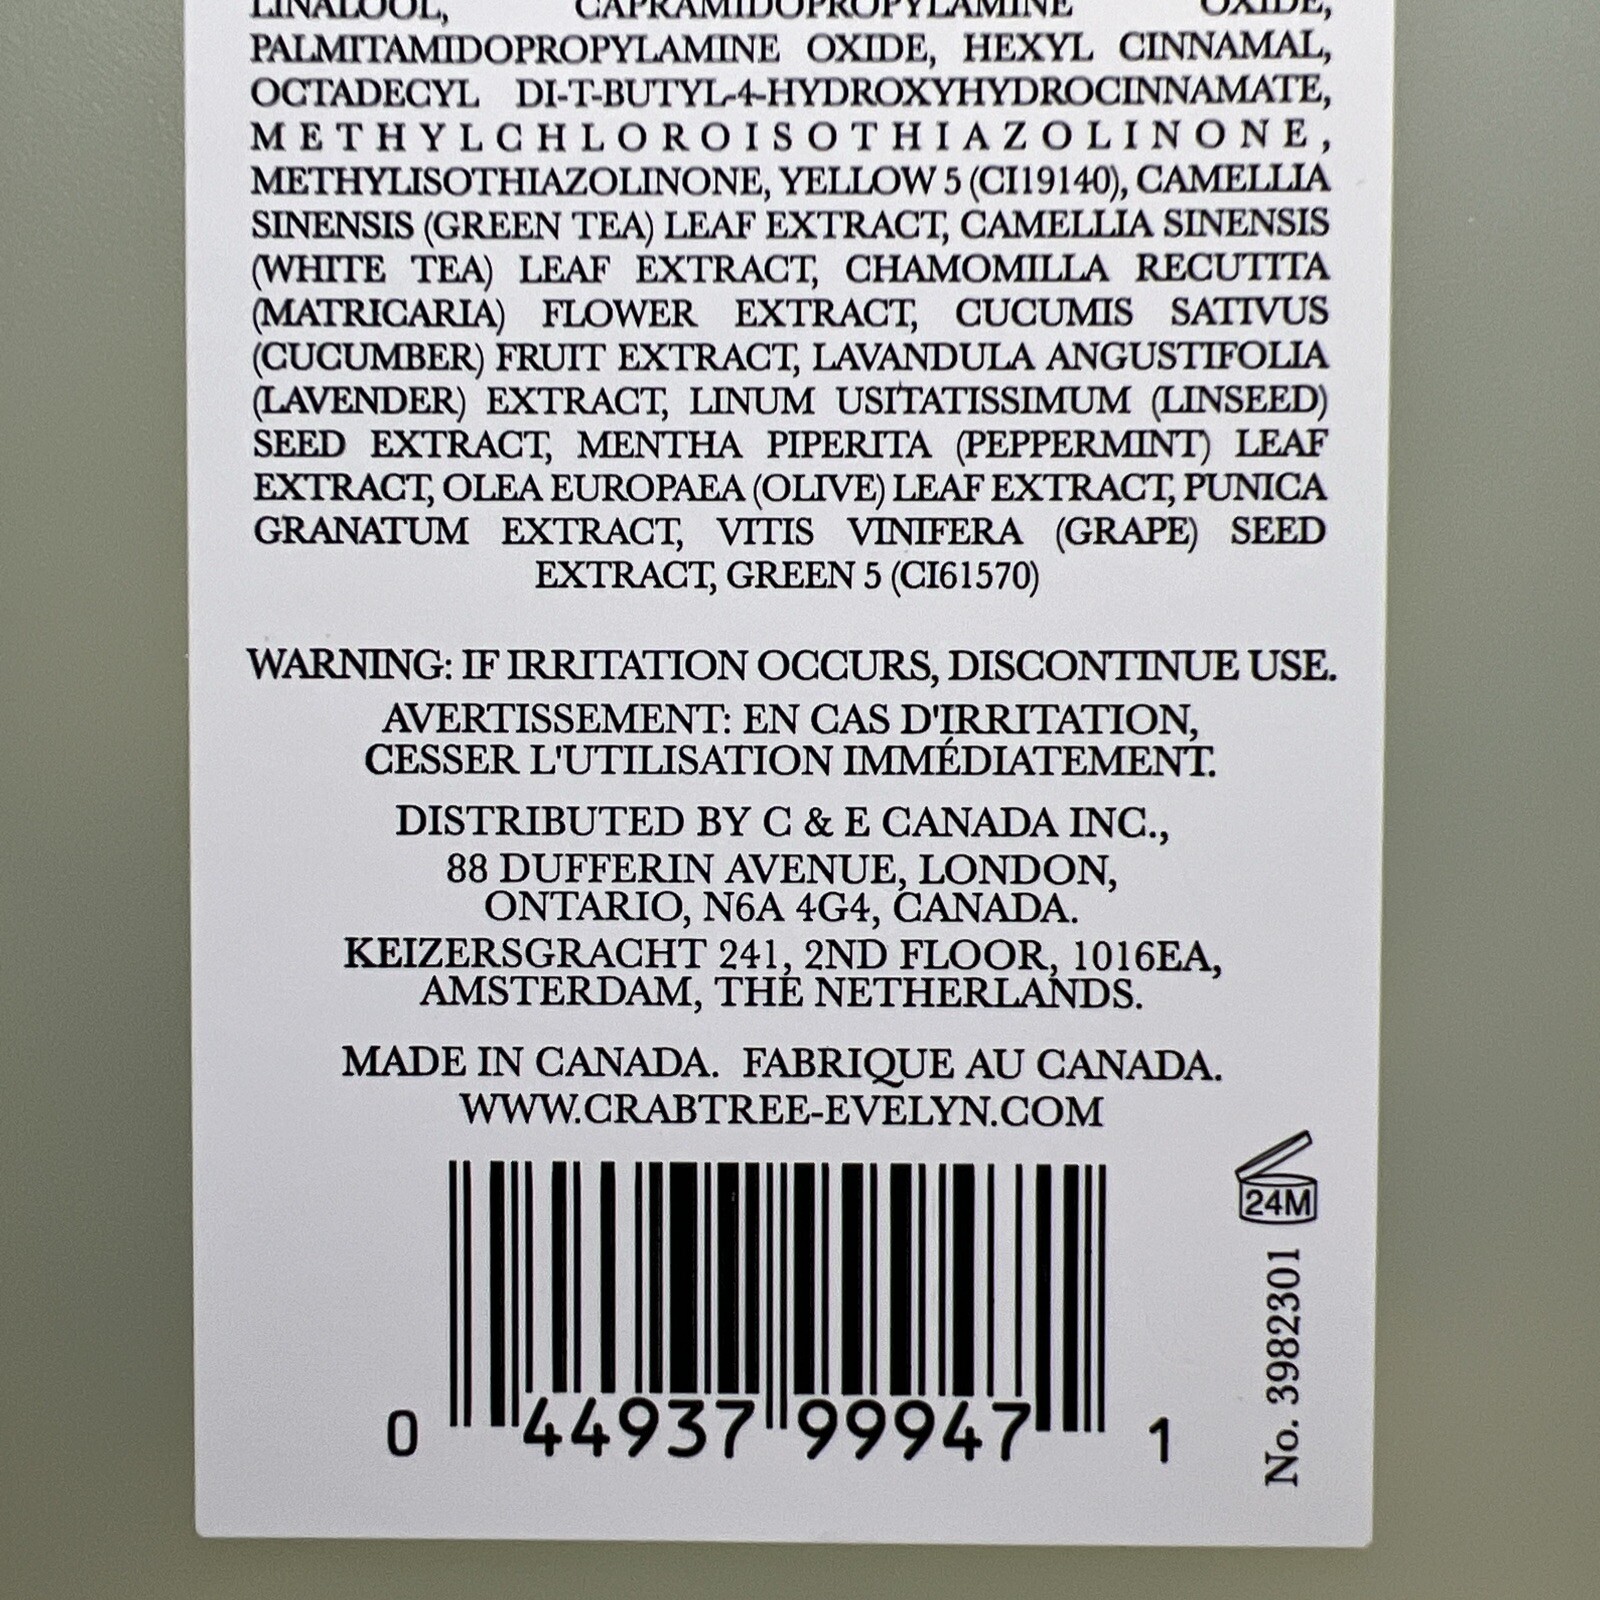 LINALOOL, CAPRAMIDOPROPYLAMINE OXIDE,
PALMITAMIDOPROPYLAMINE OXIDE, HEXYL CINNAMAL,
OCTADECYL DI-T-BUTYL-4-HYDROXYHYDROCINNAMATE,
METHYLCHLOROISOTHIAZOLINONE,
METHYLISOTHIAZOLINONE, YELLOW 5 (CI19140), CAMELLIA
SINENSIS (GREEN TEA) LEAF EXTRACT, CAMELLIA SINENSIS
(WHITE TEA) LEAF EXTRACT, CHAMOMILLA RECUTITA
(MATRICARIA) FLOWER EXTRACT, CUCUMIS SATIVUS
(CUCUMBER) FRUIT EXTRACT, LAVANDULA ANGUSTIFOLIA
(LAVENDER) EXTRACT, LINUM USITATISSIMUM (LINSEED)
SEED EXTRACT, MENTHA PIPERITA (PEPPERMINT) LEAF
EXTRACT, OLEA EUROPAEA (OLIVE) LEAF EXTRACT, PUNICA
GRANATUM EXTRACT, VITIS VINIFERA (GRAPE) SEED
EXTRACT, GREEN 5 (CI61570)
WARNING: IF IRRITATION OCCURS, DISCONTINUE USE.
AVERTISSEMENT: EN CAS D'IRRITATION,
CESSER L'UTILISATION IMMÉDIATEMENT.
DISTRIBUTED BY C & E CANADA INC.,
88 DUFFERIN AVENUE, LONDON,
ONTARIO, N6A 4G4, CANADA.
KEIZERSGRACHT 241, 2ND FLOOR, 1016EA,
AMSTERDAM, THE NETHERLANDS.
MADE IN CANADA. FABRIQUE AU CANADA.
WWW.CRABTREE-EVELYN.COM
24M
No. 3982301
0 44937 99947 1